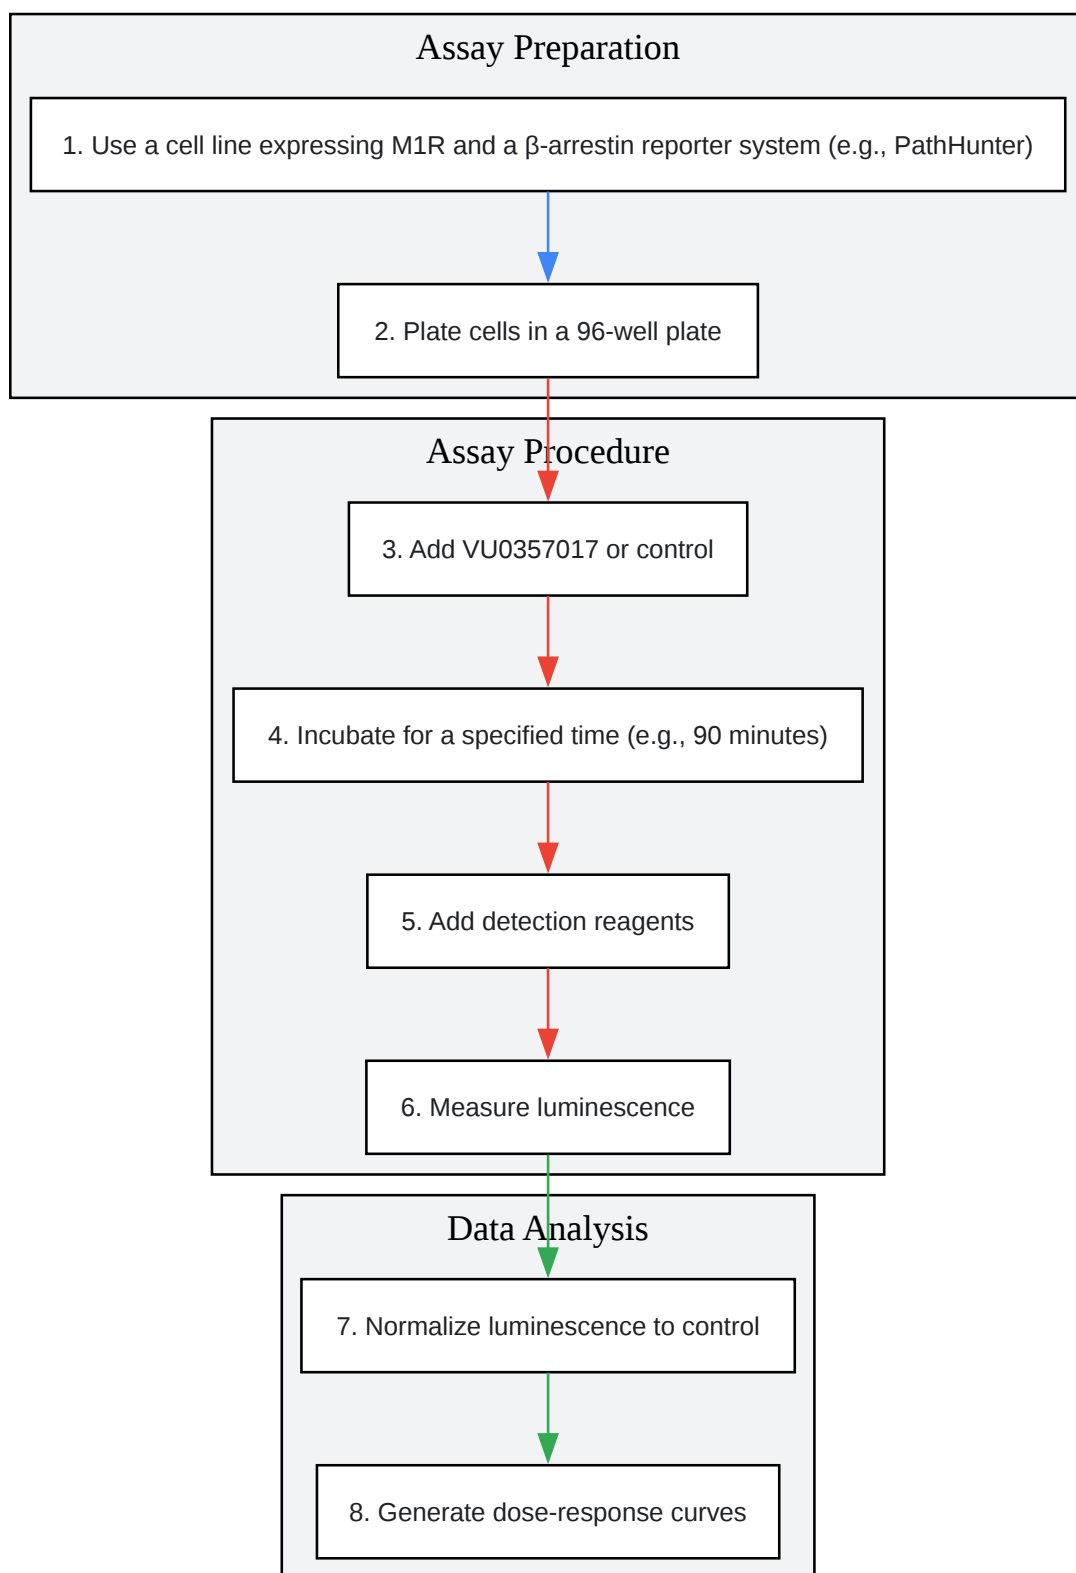 Assay Preparation
1. Use a cell line expressing M1R and a β-arrestin reporter system (e.g., PathHunter)
2. Plate cells in a 96-well plate
Assay Procedure
3. Add VU0357017 or control
4. Incubate for a specified time (e.g., 90 minutes)
5. Add detection reagents
6. Measure luminescence
Data Analysis
7. Normalize luminescence to control
8. Generate dose-response curves